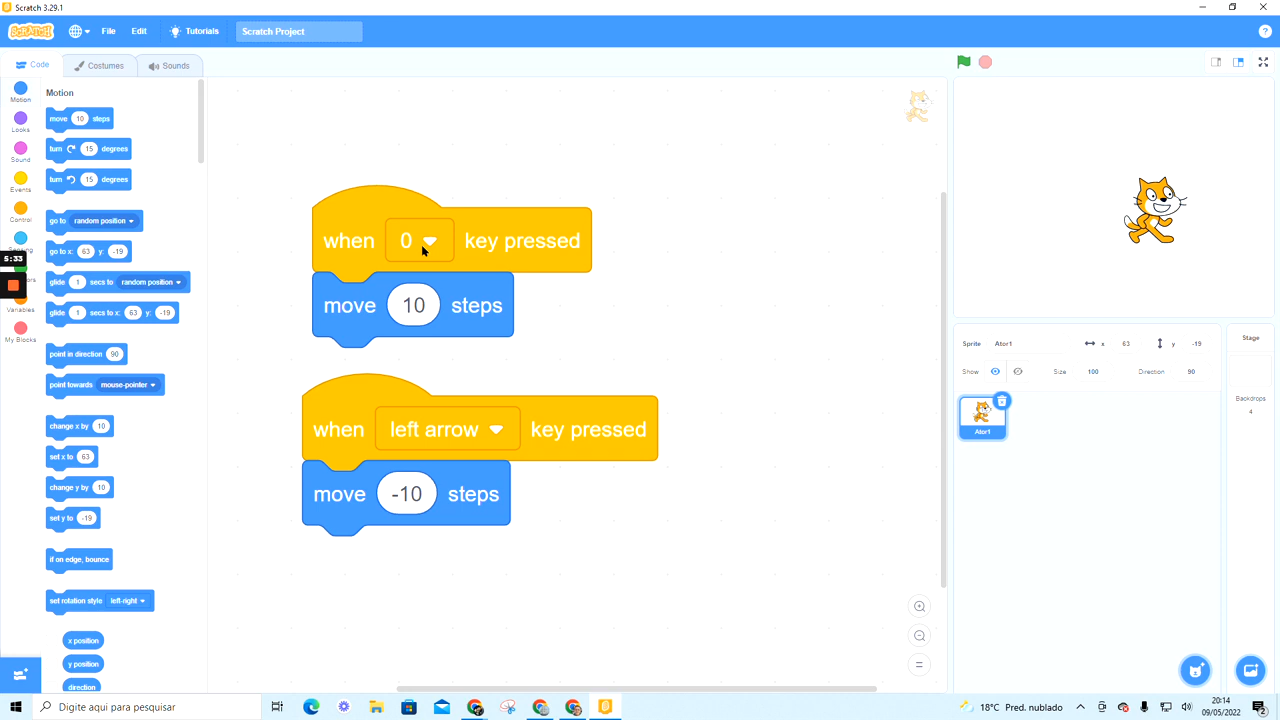 Scratch 3.29.1
SCRATCH
File
Edit
Tutorials
Scratch Project
Code
Costumes
Sounds
Motion
Looks
Sound
Events
Control
Sensing
Variables
My Blocks
5:33
Motion
move 10 steps
turn 15 degrees
turn 15 degrees
go to random position
go to x: 63 y: -19
glide 1 secs to random position
glide 1 secs to x: 63 y: -19
point in direction 90
point towards mouse-pointer
change x by 10
set x to 63
change y by 10
set y to -19
if on edge, bounce
set rotation style left-right
x position
y position
direction
when 0 key pressed
move 10 steps
when left arrow key pressed
move -10 steps
Sprite Ator1 x 63 y -19
Show Size 100 Direction 90
Ator1
Stage
Backdrops
4
Digite aqui para pesquisar
18°C Pred. nublado
20:14
09/05/2022
2